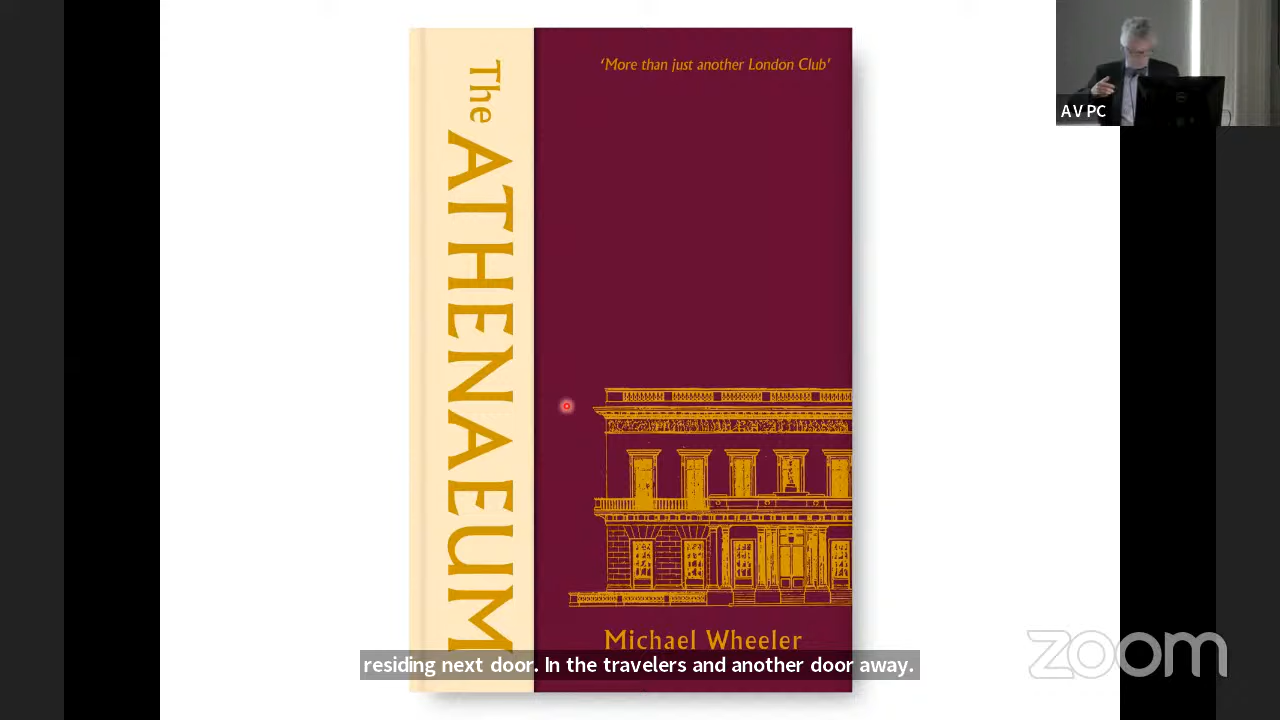 The ATHENAEUM
'More than just another London Club'
Michael Wheeler
residing next door. In the travelers and another door away.
AV PC
zoom